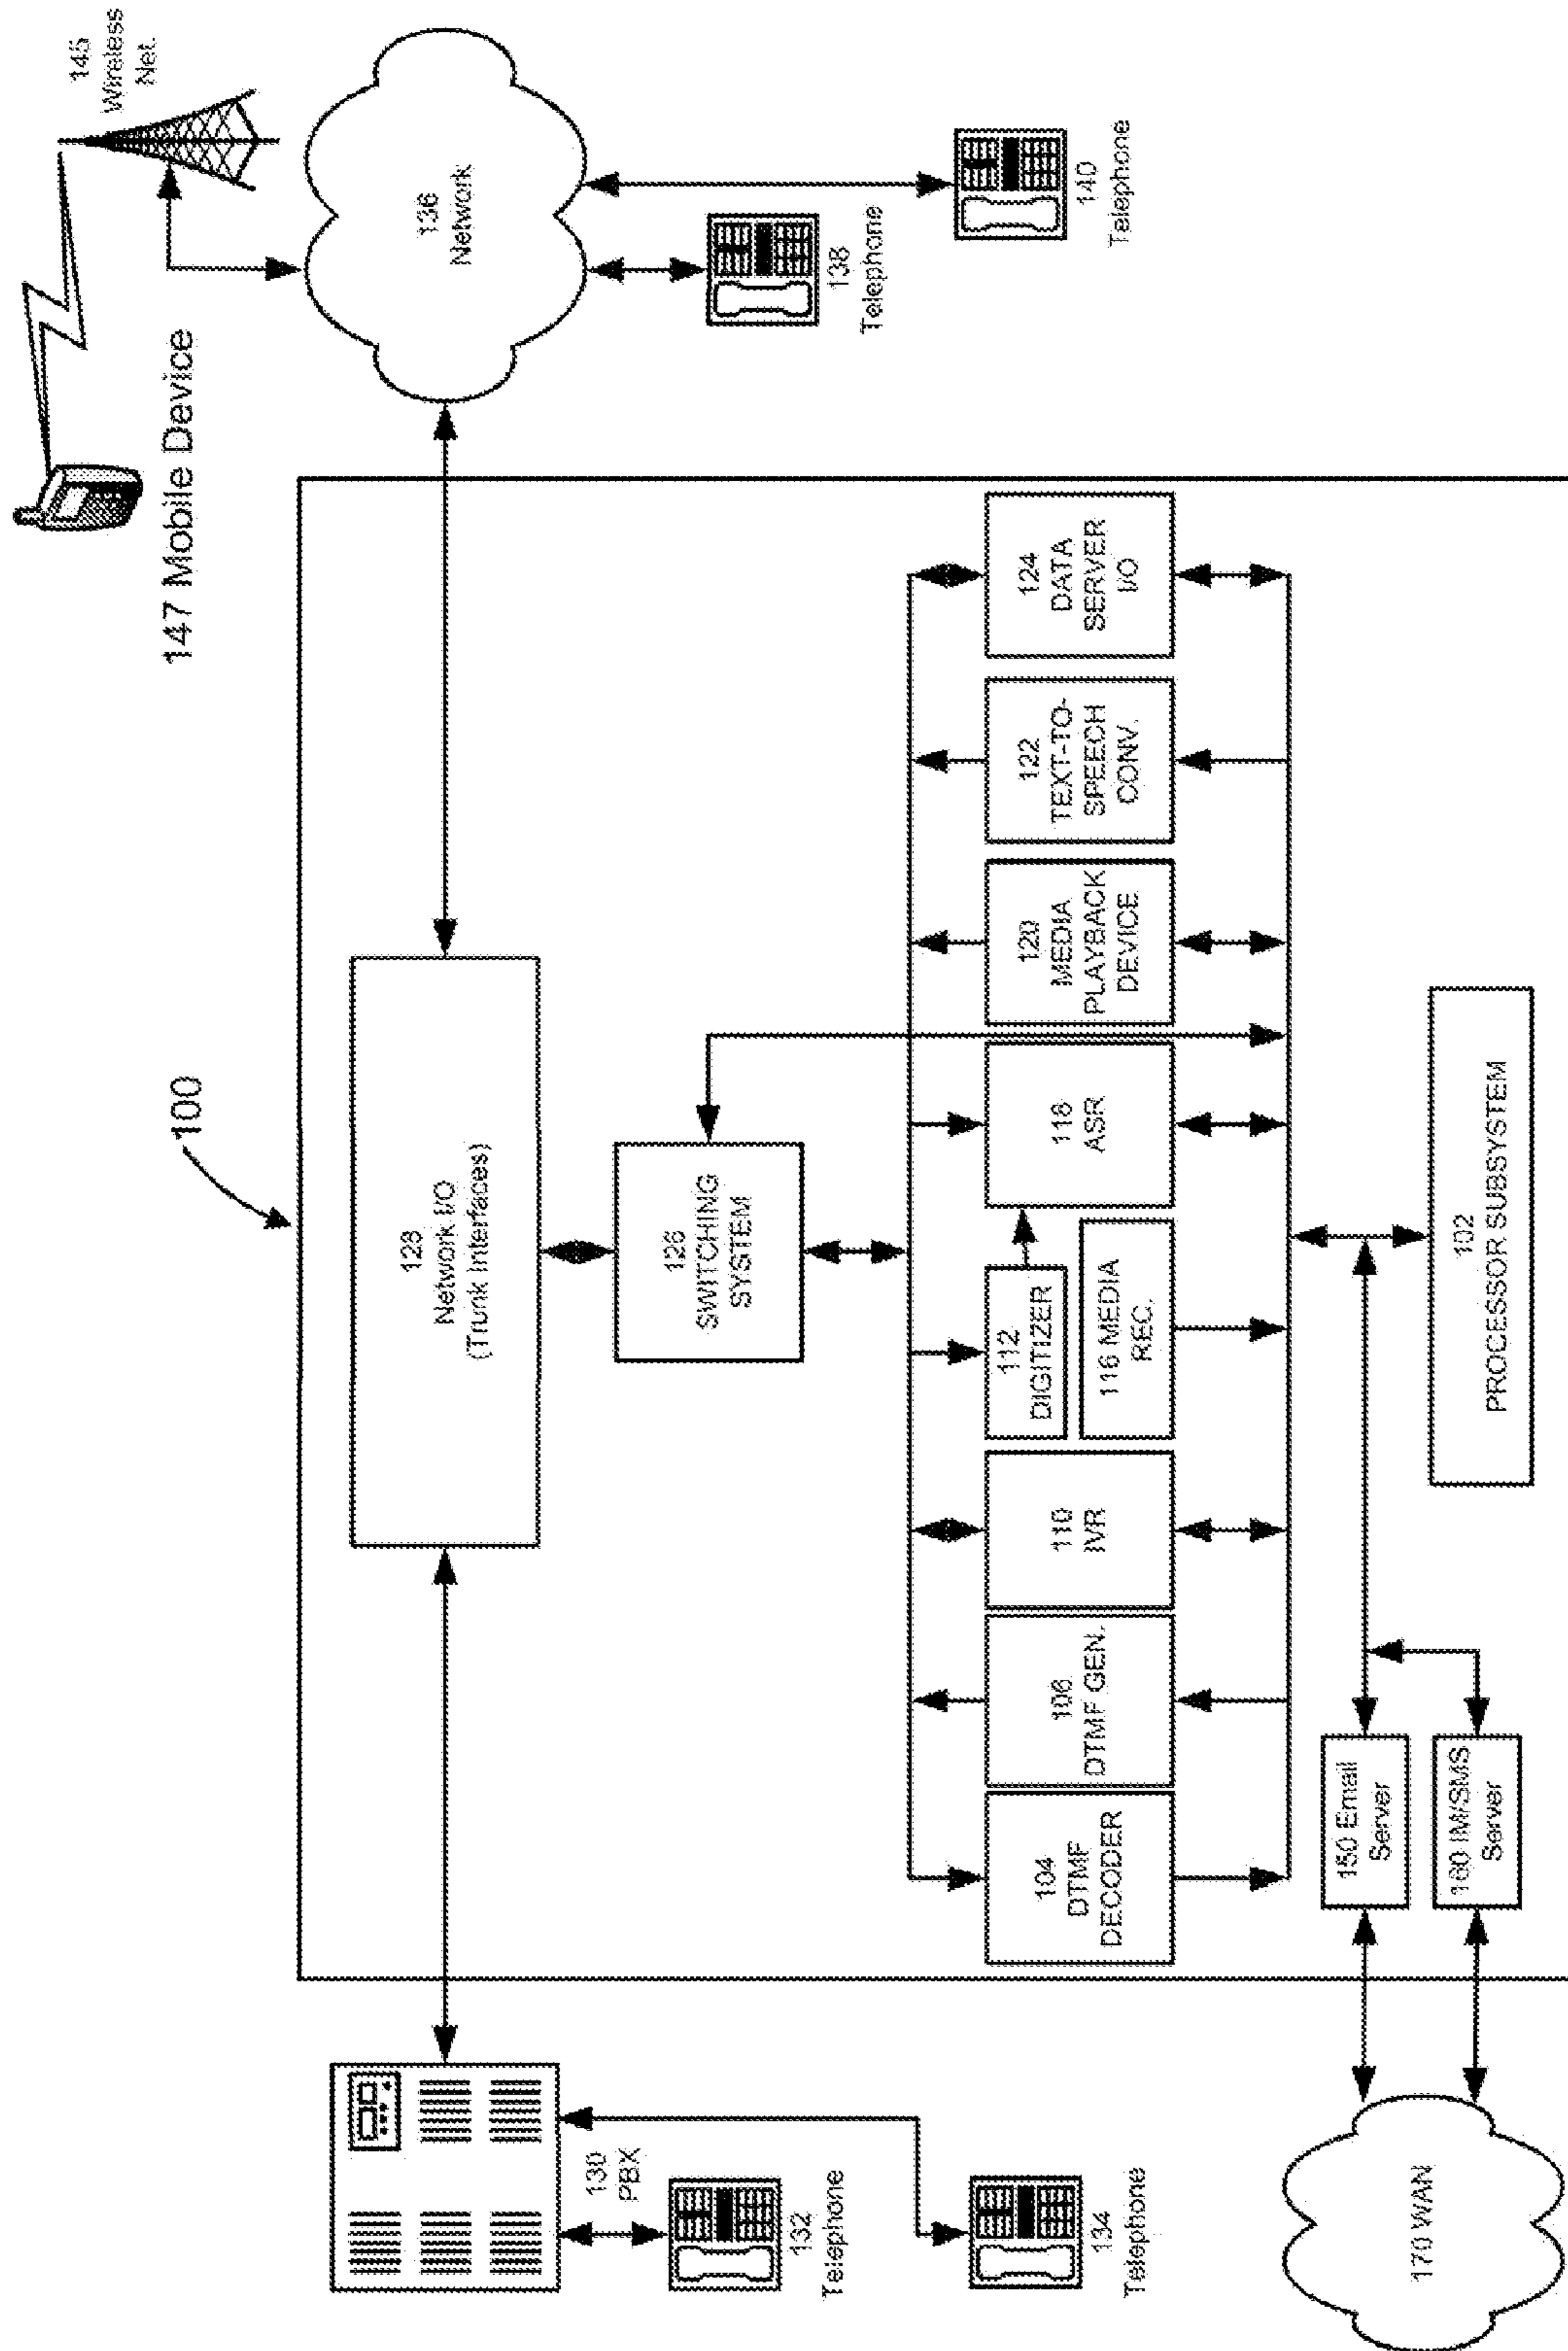 100
147 Mobile Device
145
Wireless
Net.
136
Network
138
Telephone
140
Telephone
128
Network I/O
(Trunk Interfaces)
126
SWITCHING
SYSTEM
130
PBX
132
Telephone
134
Telephone
104
DTMF
DECODER
106
DTMF GEN.
110
IVR
112
DIGITIZER
116 MEDIA
REC.
118
ASR
120
MEDIA
PLAYBACK
DEVICE
122
TEXT-TO-
SPEECH
CONV.
124
DATA
SERVER
I/O
150 Email
Server
160 IM/SMS
Server
102
PROCESSOR SUBSYSTEM
170 WAN